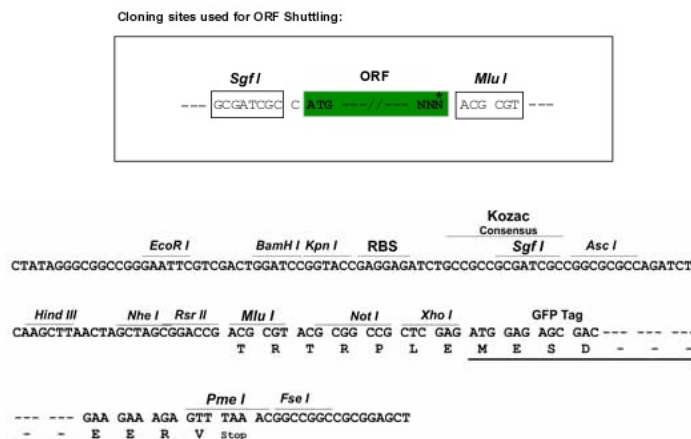 Cloning sites used for ORF Shuttling:
Sgf I ORF Mlu I
--- GCGATCGC C ATG ---//--- NNN* ACG CGT ---
Kozac
Consensus
EcoR I BamH I Kpn I RBS Sgf I Asc I
CTATAGGGCGGCCGGGAATTCGTCGACTGGATCCGGTACCGAGGAGATCTGCCGCCGCGATCGCCGGCGCGCCAGATCT
Hind III Nhe I Rsr II Mlu I Not I Xho I GFP Tag
CAAGCTTAACTAGCTAGCGGACCG ACG CGT ACG CGG CCG CTC GAG ATG GAG AGC GAC--- --- ---
T R T R P L E M E S D - - -
Pme I Fse I
--- --- GAA GAA AGA GTT TAA ACGGCCGGCCGCGGAGCT
- - E E R V Stop